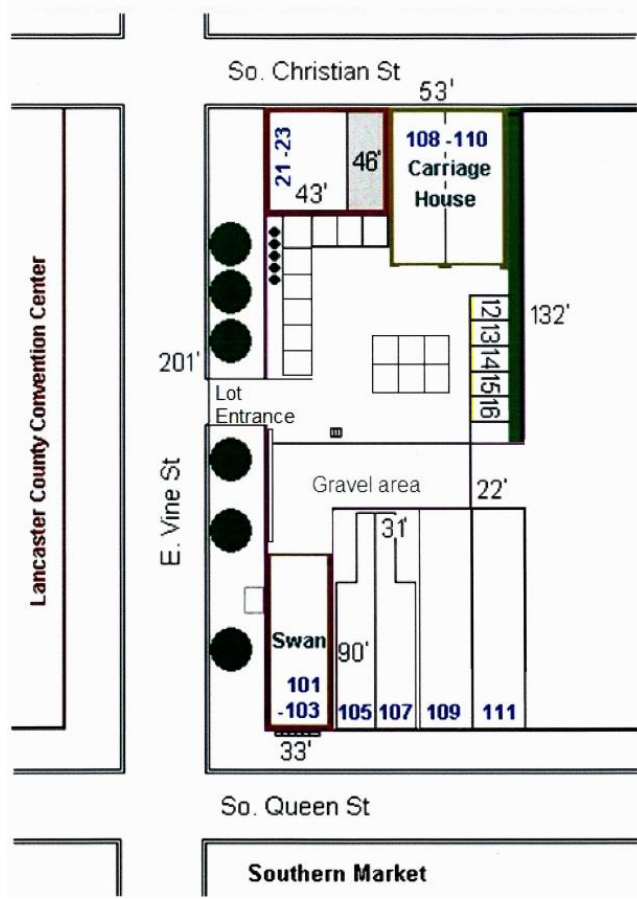 So. Christian St
53'
21 -23
43'
46'
108 -110
Carriage
House
132'
12
13
14
15
16
201'
Lot
Entrance
Lancaster County Convention Center
E. Vine St
Gravel area
22'
31'
Swan
101
-103
90'
105
107
109
111
33'
So. Queen St
Southern Market